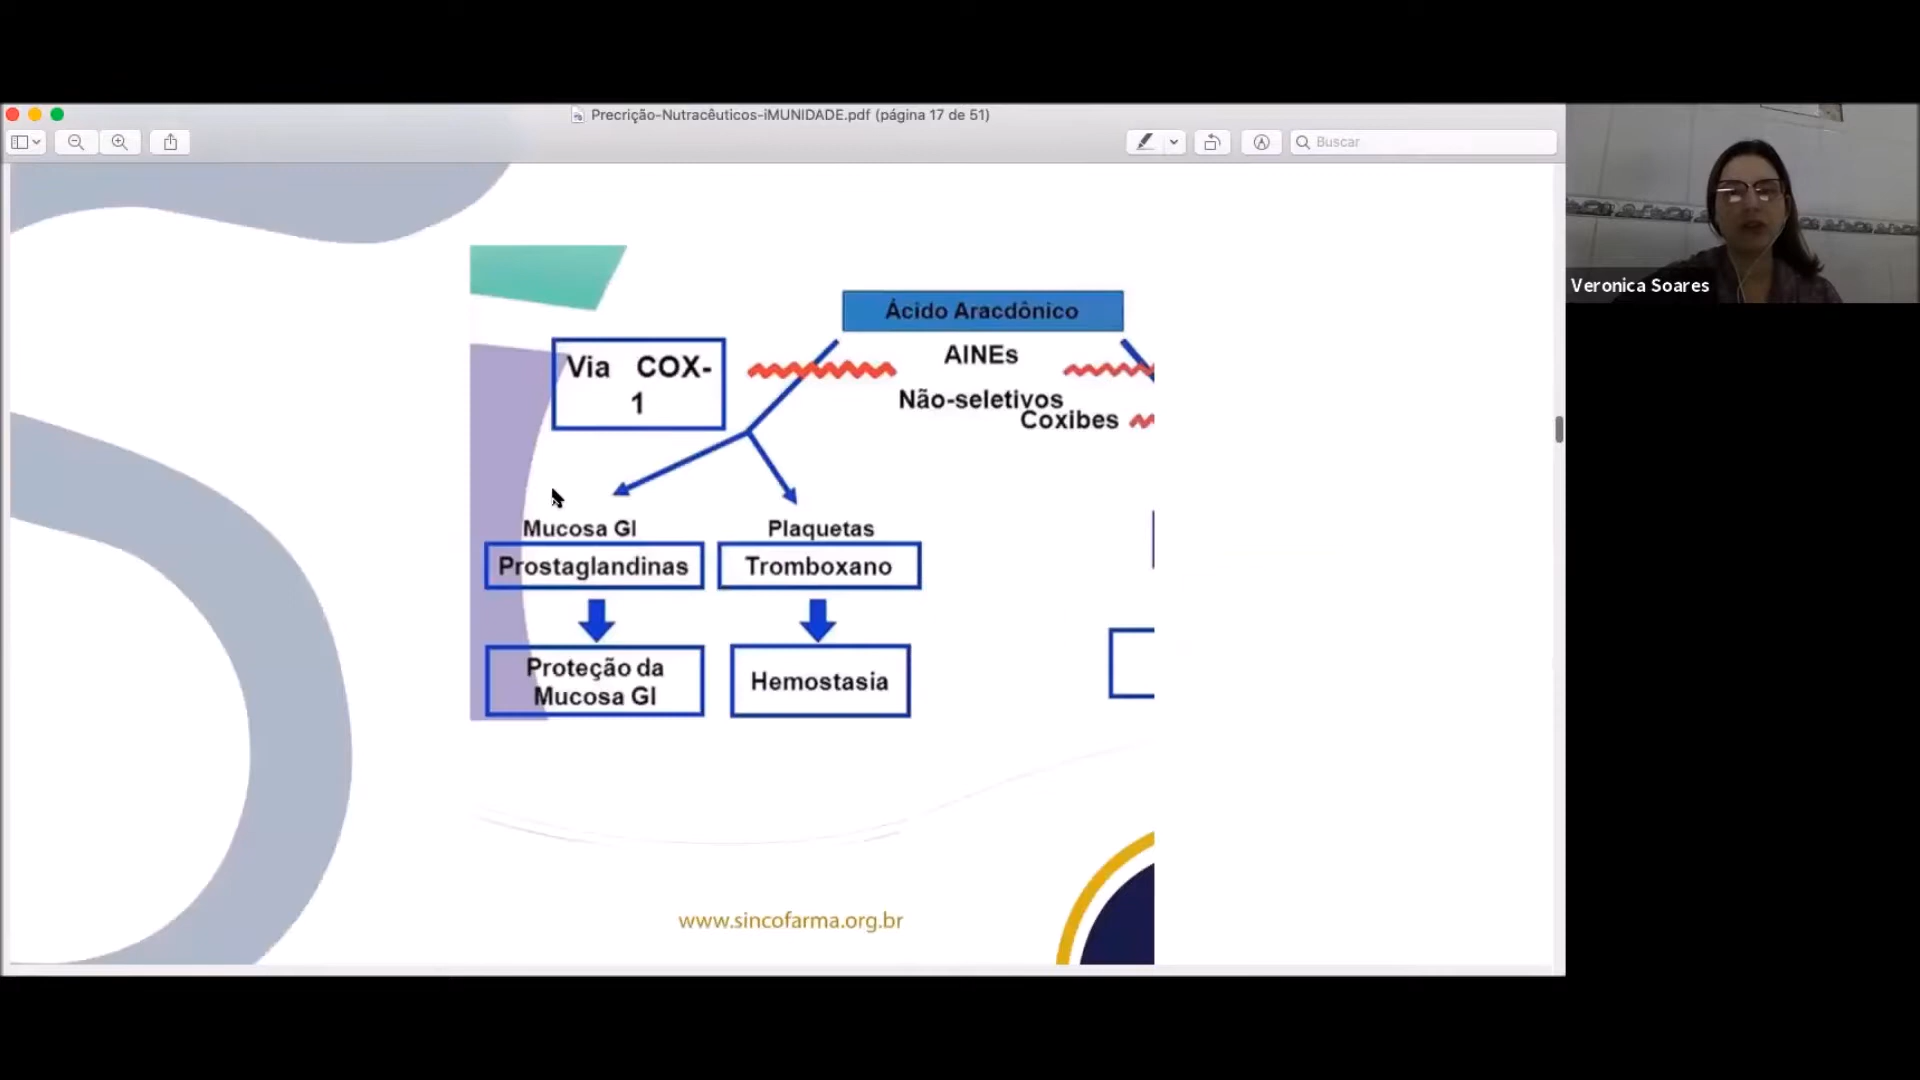 Precrição-Nutracêuticos-iMUNIDADE.pdf (página 17 de 51)
Buscar
Veronica Soares
Ácido Aracdônico
Via COX-
1
AINEs
Não-seletivos
Coxibes
Mucosa GI
Plaquetas
Prostaglandinas
Tromboxano
Proteção da
Mucosa GI
Hemostasia
www.sincofarma.org.br